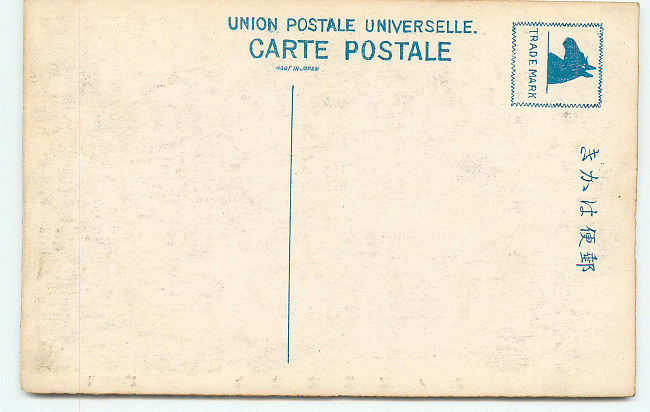 UNION POSTALE UNIVERSELLE.
CARTE POSTALE
MADE IN JAPAN
TRADE MARK
きかは便郵